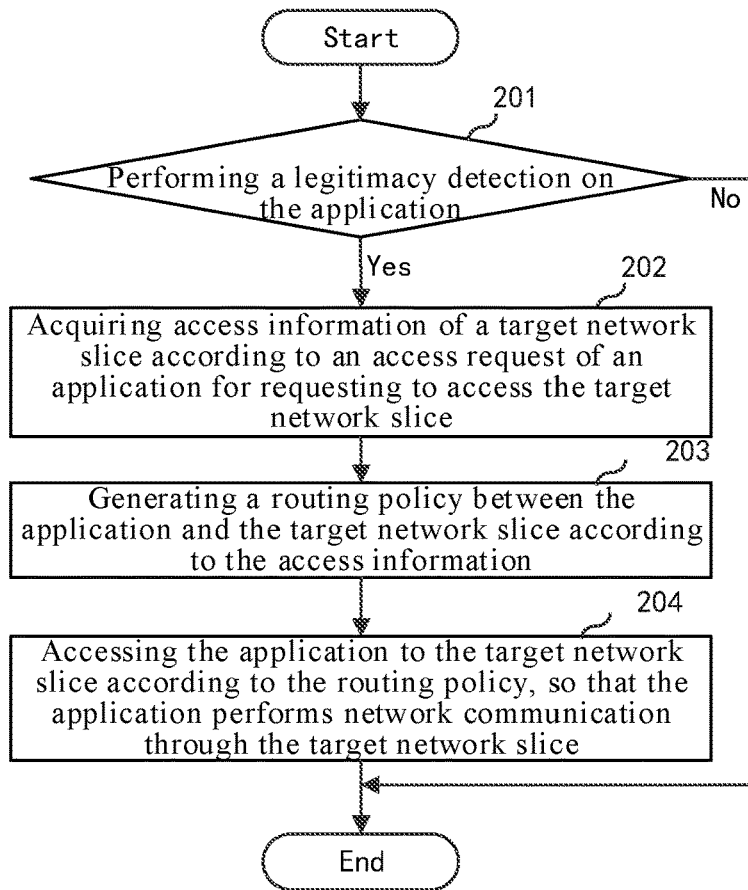 Start
201
Performing a legitimacy detection on
the application
No
Yes
202
Acquiring access information of a target network
slice according to an access request of an
application for requesting to access the target
network slice
203
Generating a routing policy between the
application and the target network slice according
to the access information
204
Accessing the application to the target network
slice according to the routing policy, so that the
application performs network communication
through the target network slice
End